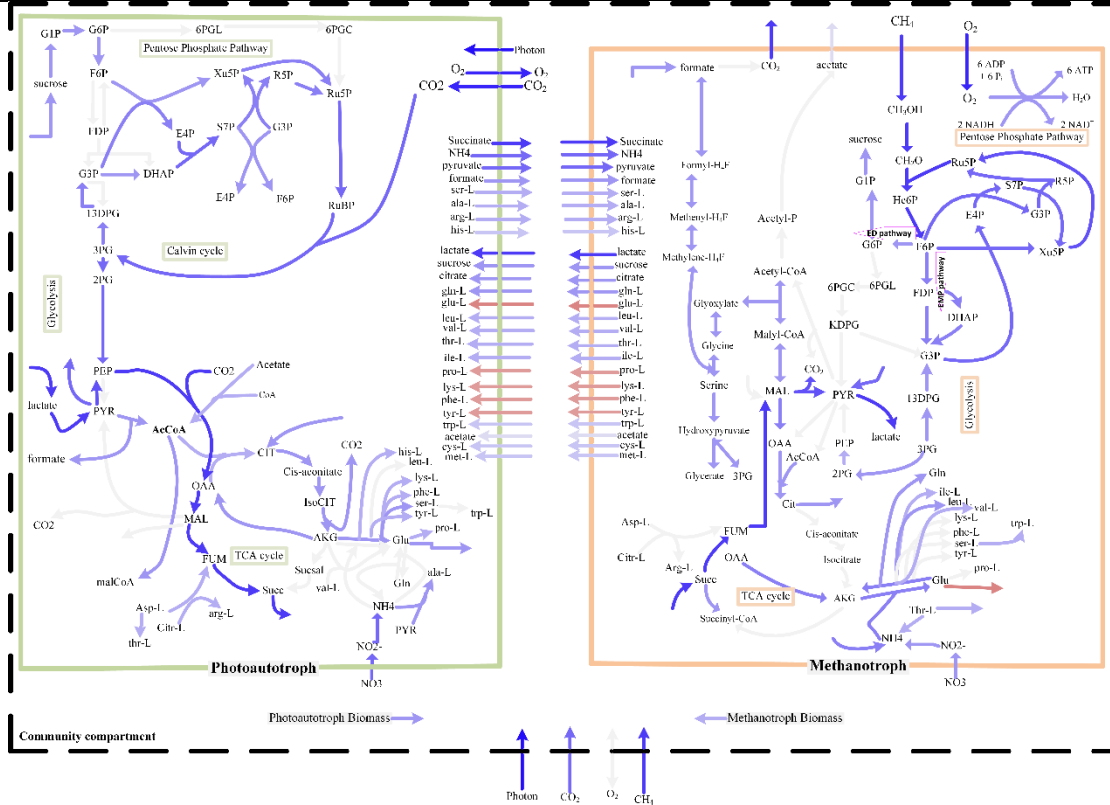 G1P
G6P
6PGL
6PGC
Pentose Phosphate Pathway
sucrose
F6P
Xu5P
R5P
Ru5P
FDP
E4P
S7P
G3P
G3P
DHAP
E4P
F6P
RuBP
13DPG
3PG
2PG
Calvin cycle
Glycolysis
PEP
CO2
Acetate
CoA
lactate
PYR
AcCoA
formate
CIT
CO2
Cis-aconitate
IsoCIT
OAA
MAL
CO2
AKG
his-L
leu-L
lys-L
phe-L
ser-L
tyr-L
trp-L
Glu
pro-L
FUM
TCA cycle
Sucsal
val-L
Gln
ala-L
malCoA
Succ
NH4
Asp-L
arg-L
Citr-L
PYR
thr-L
NO2-
Photoautotroph
NO3
Photon
O2
O2
CO2
CO2
Succinate
NH4
pyruvate
formate
ser-L
ala-L
arg-L
his-L
lactate
sucrose
citrate
gln-L
glu-L
leu-L
val-L
thr-L
ile-L
pro-L
lys-L
phe-L
tyr-L
trp-L
acetate
cys-L
met-L
Succinate
NH4
pyruvate
formate
ser-L
ala-L
arg-L
his-L
lactate
sucrose
citrate
gln-L
glu-L
leu-L
val-L
thr-L
ile-L
pro-L
lys-L
phe-L
tyr-L
trp-L
acetate
cys-L
met-L
formate
CO2
acetate
CH4
O2
6 ADP
+ 6 Pi
6 ATP
O2
H2O
2 NADH
2 NAD+
CH3OH
Pentose Phosphate Pathway
sucrose
CH2O
Ru5P
Formyl-H4F
G1P
He6P
S7P
R5P
Methenyl-H4F
Acetyl-P
E4P
G3P
ED pathway
G6P
F6P
Xu5P
Methylene-H4F
Acetyl-CoA
6PGC
6PGL
FDP
EMP pathway
Glyoxylate
DHAP
Malyl-CoA
KDPG
Glycine
G3P
CO2
Serine
MAL
PYR
13DPG
Glycolysis
Hydroxypyruvate
OAA
PEP
lactate
AcCoA
3PG
Glycerate
3PG
2PG
Gln
Cit
ile-L
leu-L
val-L
Asp-L
FUM
Cis-aconitate
lys-L
phe-L
trp-L
ser-L
tyr-L
Citr-L
OAA
Isocitrate
Arg-L
Succ
Glu
pro-L
TCA cycle
AKG
Succinyl-CoA
Thr-L
NH4
NO2-
Methanotroph
NO3
Photoautotroph Biomass
Methanotroph Biomass
Community compartment
Photon
CO2
O2
CH4